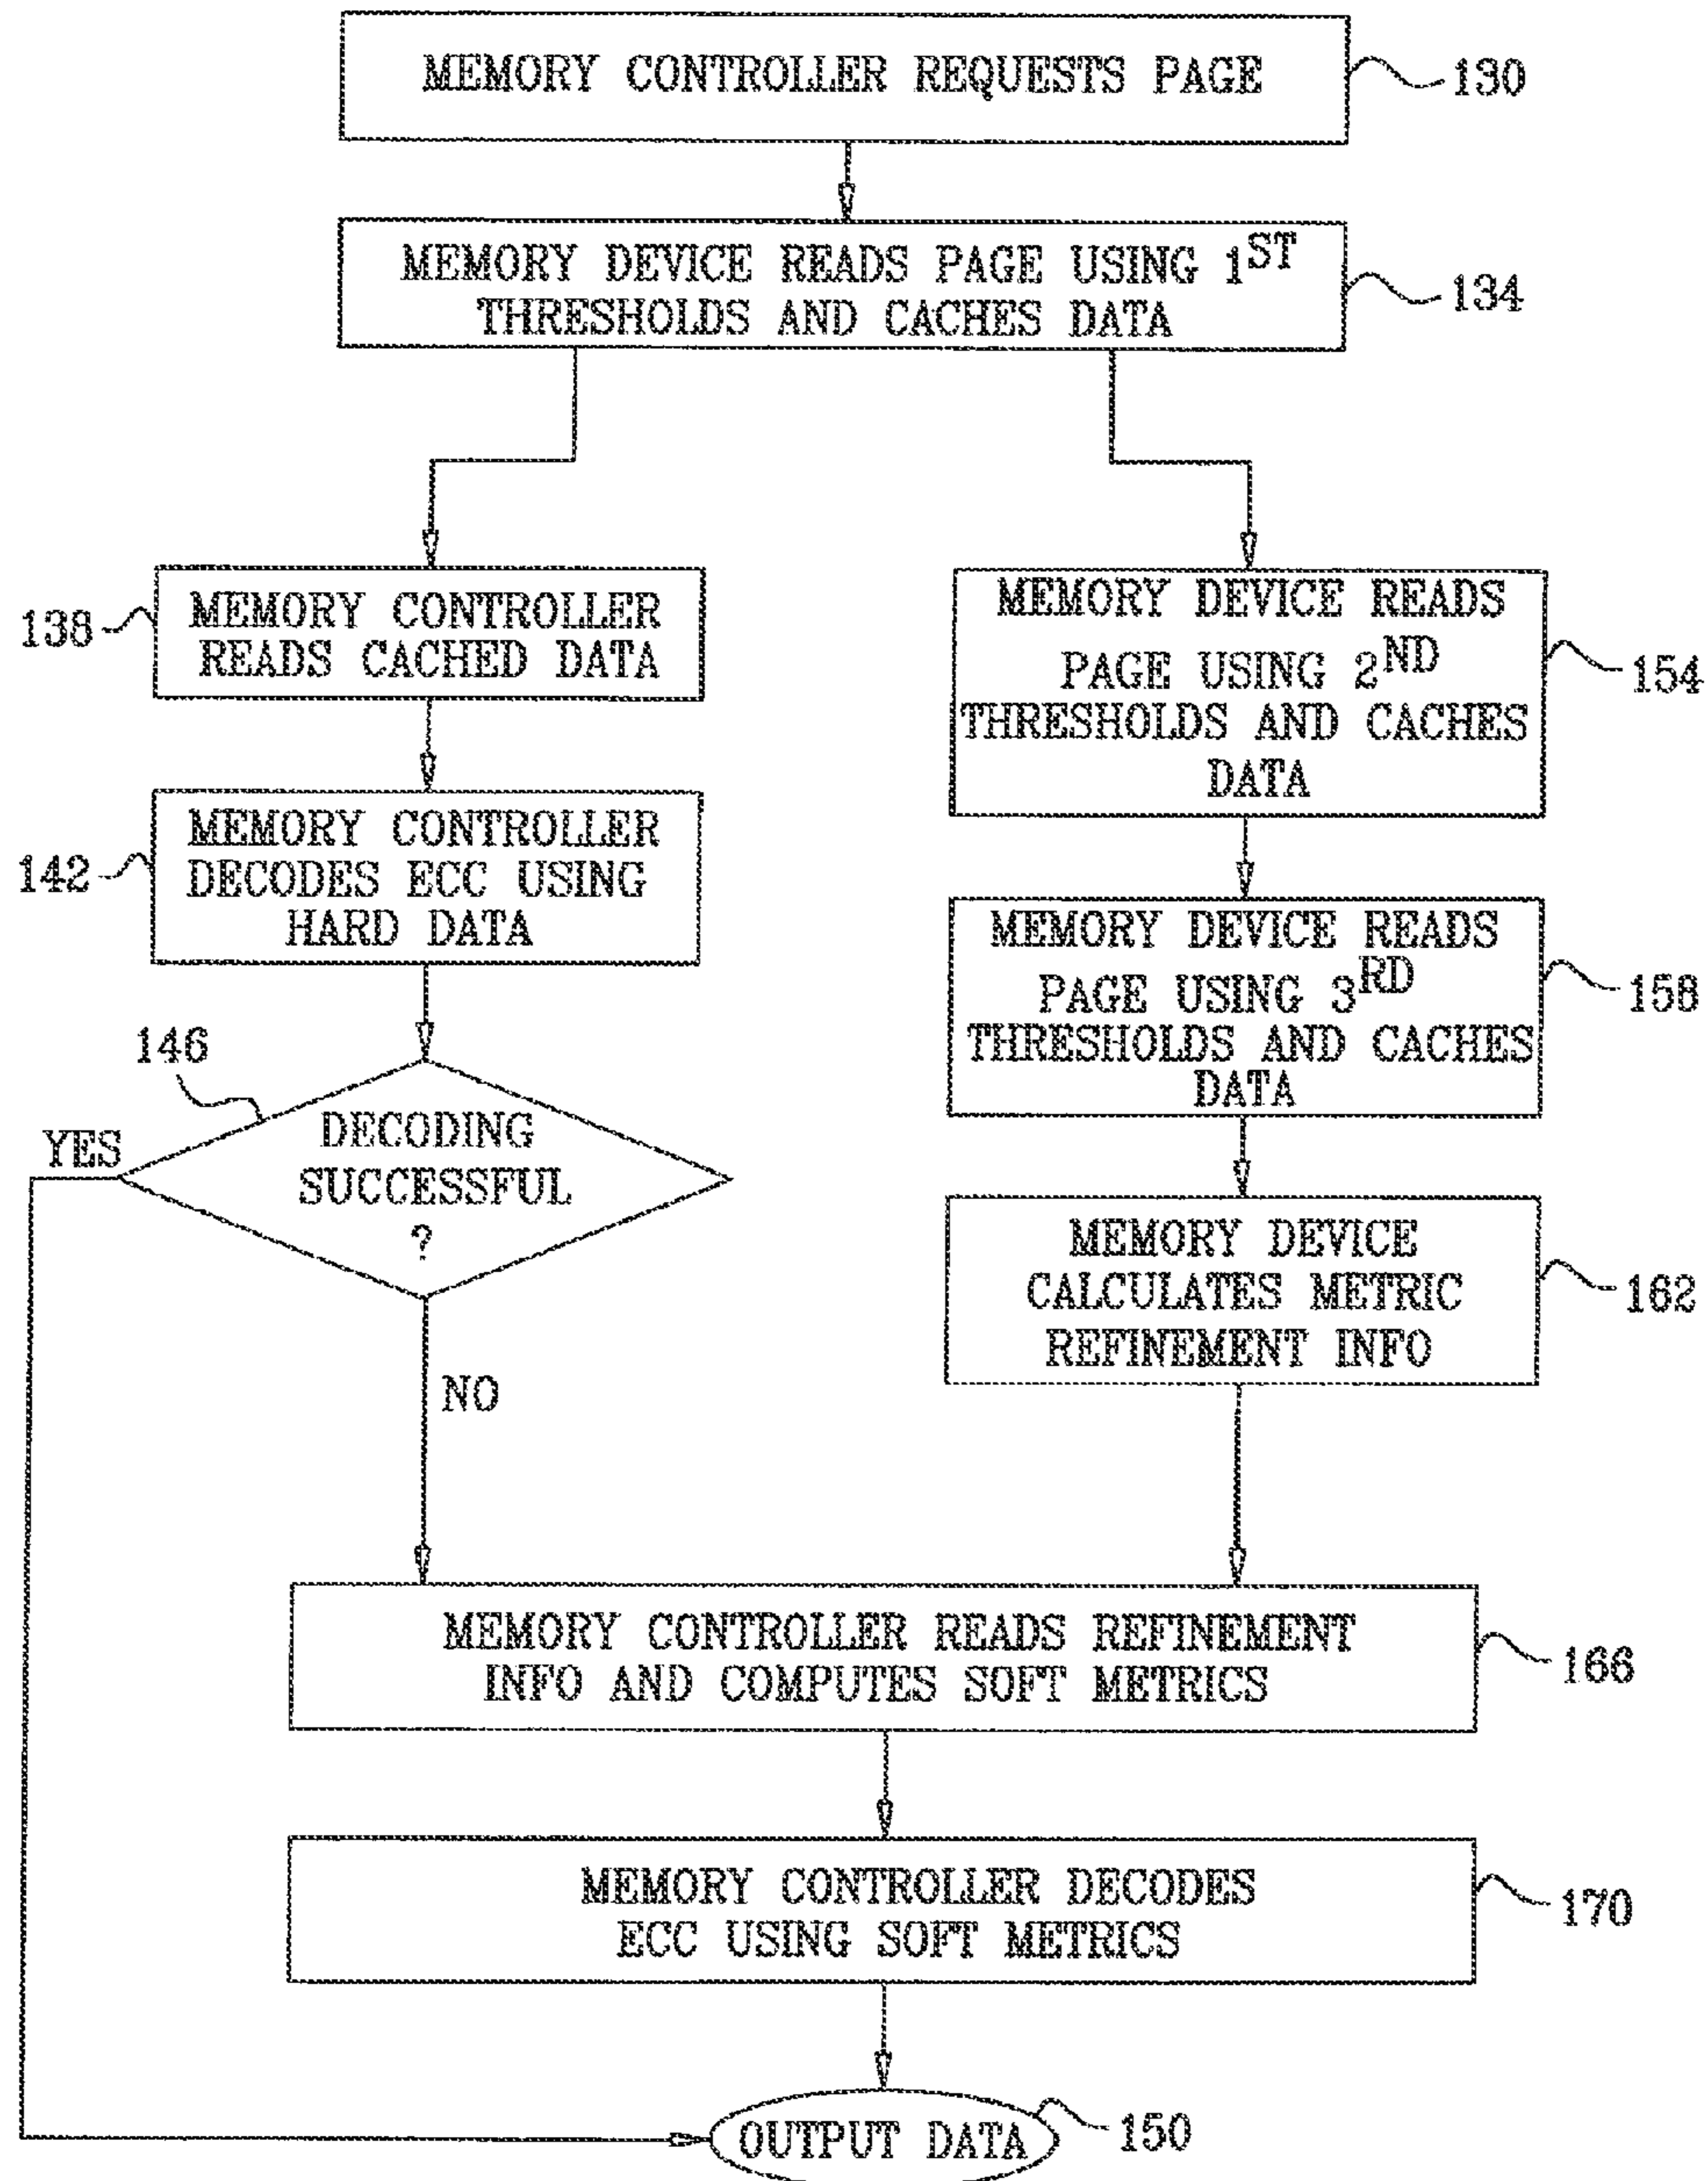 MEMORY CONTROLLER REQUESTS PAGE
130
MEMORY DEVICE READS PAGE USING 1ST
THRESHOLDS AND CACHES DATA
134
138
MEMORY CONTROLLER
READS CACHED DATA
142
MEMORY CONTROLLER
DECODES ECC USING
HARD DATA
146
YES
DECODING
SUCCESSFUL
?
NO
MEMORY DEVICE READS
PAGE USING 2ND
THRESHOLDS AND CACHES
DATA
154
MEMORY DEVICE READS
PAGE USING 3RD
THRESHOLDS AND CACHES
DATA
158
MEMORY DEVICE
CALCULATES METRIC
REFINEMENT INFO
162
MEMORY CONTROLLER READS REFINEMENT
INFO AND COMPUTES SOFT METRICS
166
MEMORY CONTROLLER DECODES
ECC USING SOFT METRICS
170
OUTPUT DATA
150